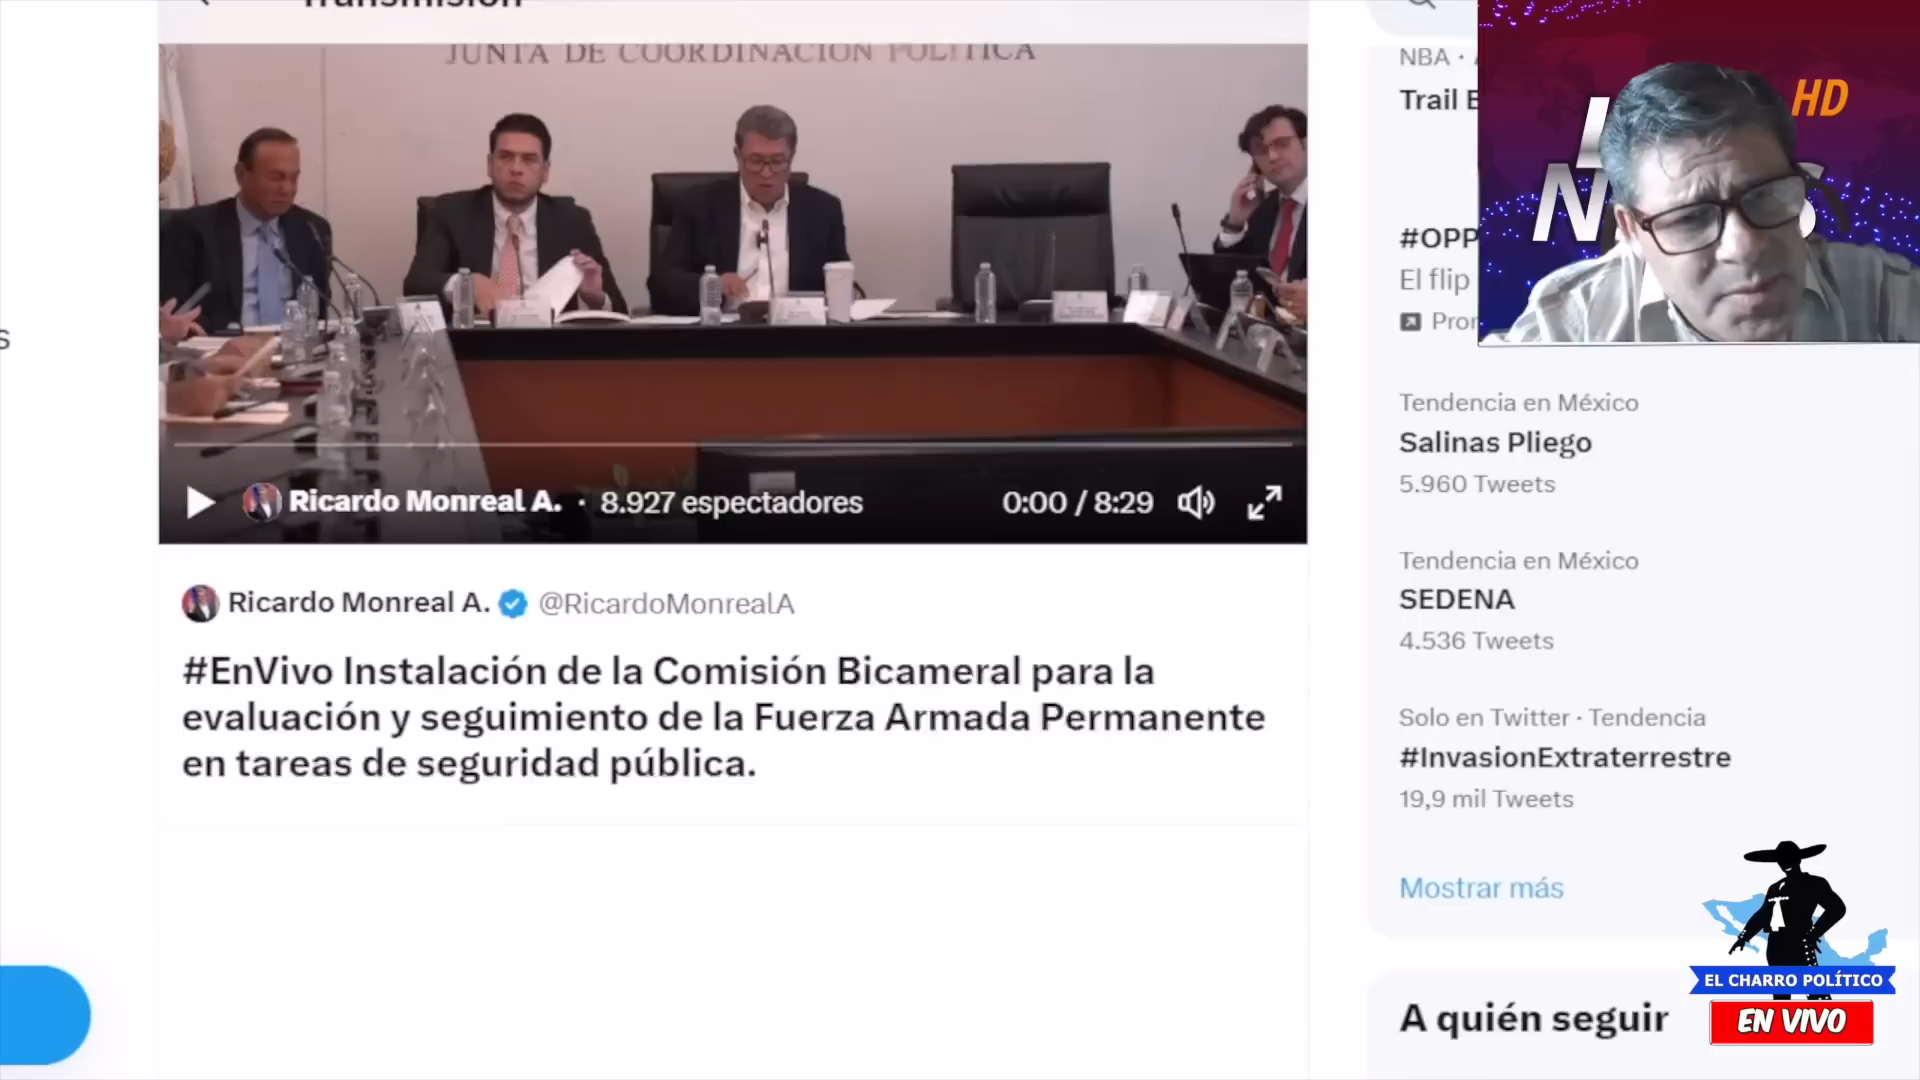 Transmisión
JUNTA DE COORDINACIÓN POLÍTICA
Ricardo Monreal A. · 8.927 espectadores
0:00 / 8:29
Ricardo Monreal A. @RicardoMonrealA
#EnVivo Instalación de la Comisión Bicameral para la
evaluación y seguimiento de la Fuerza Armada Permanente
en tareas de seguridad pública.
NBA ·
Trail
#OPP
El flip
HD
Tendencia en México
Salinas Pliego
5.960 Tweets
Tendencia en México
SEDENA
4.536 Tweets
Solo en Twitter · Tendencia
#InvasionExtraterrestre
19,9 mil Tweets
Mostrar más
A quién seguir
EL CHARRO POLÍTICO
EN VIVO